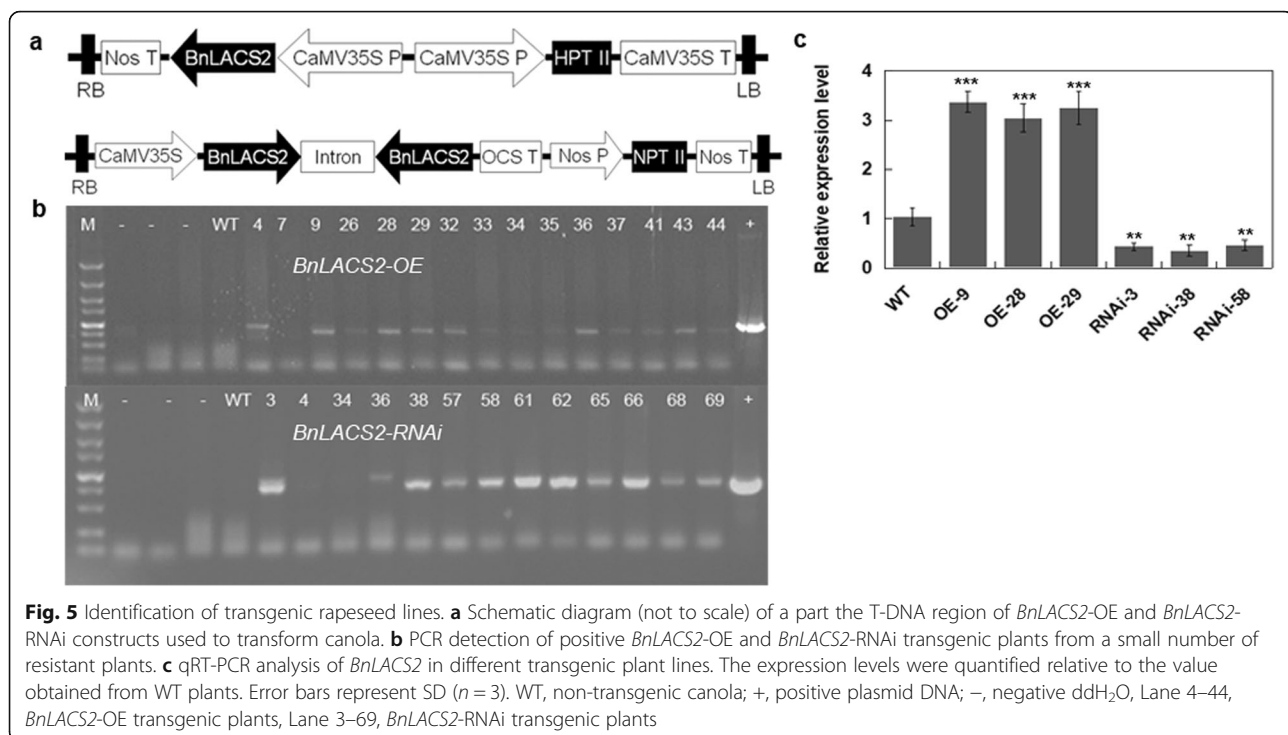 a
Nos T BnLACS2 CaMV35S P CaMV35S P HPT II CaMV35S T
RB LB
CaMV35S BnLACS2 Intron BnLACS2 OCS T Nos P NPT II Nos T
RB LB
b
M - - - WT 4 7 9 26 28 29 32 33 34 35 36 37 41 43 44 +
BnLACS2-OE
M - - - WT 3 4 34 36 38 57 58 61 62 65 66 68 69 +
BnLACS2-RNAi
c
Relative expression level
4
3
2
1
0
*** *** *** ** ** **
WT OE-9 OE-28 OE-29 RNAi-3 RNAi-38 RNAi-58
Fig. 5 Identification of transgenic rapeseed lines. a Schematic diagram (not to scale) of a part the T-DNA region of BnLACS2-OE and BnLACS2-
RNAi constructs used to transform canola. b PCR detection of positive BnLACS2-OE and BnLACS2-RNAi transgenic plants from a small number of
resistant plants. c qRT-PCR analysis of BnLACS2 in different transgenic plant lines. The expression levels were quantified relative to the value
obtained from WT plants. Error bars represent SD (n = 3). WT, non-transgenic canola; +, positive plasmid DNA; −, negative ddH₂O, Lane 4–44,
BnLACS2-OE transgenic plants, Lane 3–69, BnLACS2-RNAi transgenic plants